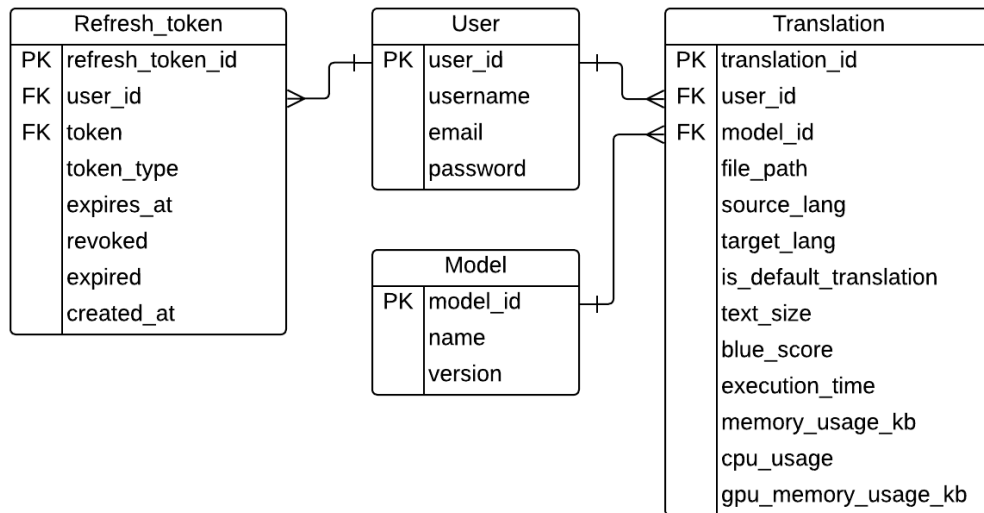 Refresh_token
PK refresh_token_id
FK user_id
FK token
token_type
expires_at
revoked
expired
created_at
User
PK user_id
username
email
password
Model
PK model_id
name
version
Translation
PK translation_id
FK user_id
FK model_id
file_path
source_lang
target_lang
is_default_translation
text_size
blue_score
execution_time
memory_usage_kb
cpu_usage
gpu_memory_usage_kb